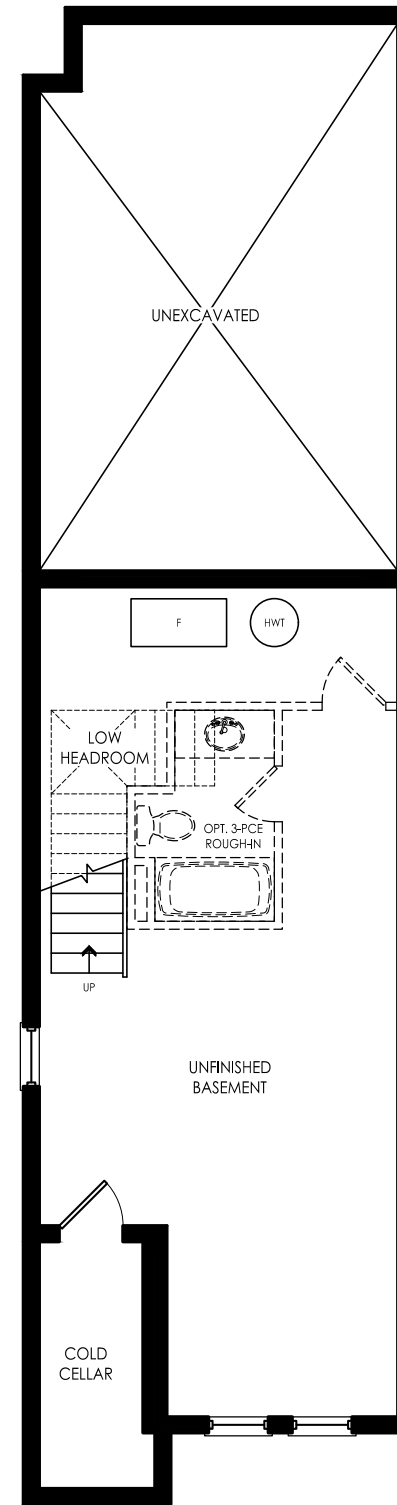 UNEXCAVATED
F
HWT
LOW
HEADROOM
OPT. 3-PCE
ROUGH-IN
UP
UNFINISHED
BASEMENT
COLD
CELLAR